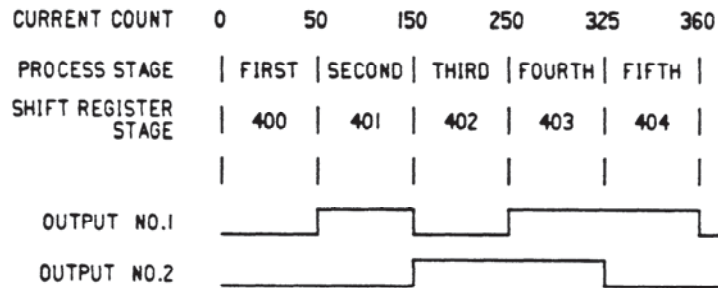 CURRENT COUNT 0 50 150 250 325 360
PROCESS STAGE | FIRST | SECOND | THIRD | FOURTH | FIFTH |
SHIFT REGISTER
STAGE | 400 | 401 | 402 | 403 | 404 |
OUTPUT NO.1
OUTPUT NO.2